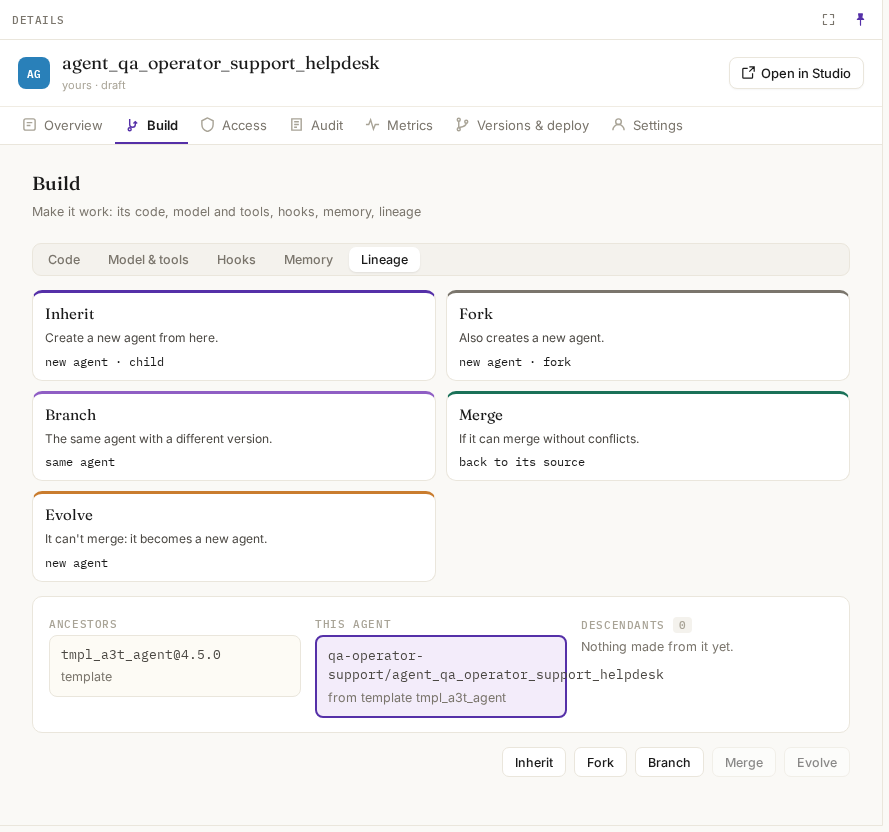 DETAILS
AG
agent_qa_operator_support_helpdesk
yours · draft
Open in Studio
Overview
Build
Access
Audit
Metrics
Versions & deploy
Settings
Build
Make it work: its code, model and tools, hooks, memory, lineage
Code
Model & tools
Hooks
Memory
Lineage
Inherit
Create a new agent from here.
new agent · child
Fork
Also creates a new agent.
new agent · fork
Branch
The same agent with a different version.
same agent
Merge
If it can merge without conflicts.
back to its source
Evolve
It can't merge: it becomes a new agent.
new agent
ANCESTORS
tmpl_a3t_agent@4.5.0
template
THIS AGENT
qa-operator-
support/agent_qa_operator_support_helpdesk
from template tmpl_a3t_agent
DESCENDANTS 0
Nothing made from it yet.
Inherit
Fork
Branch
Merge
Evolve